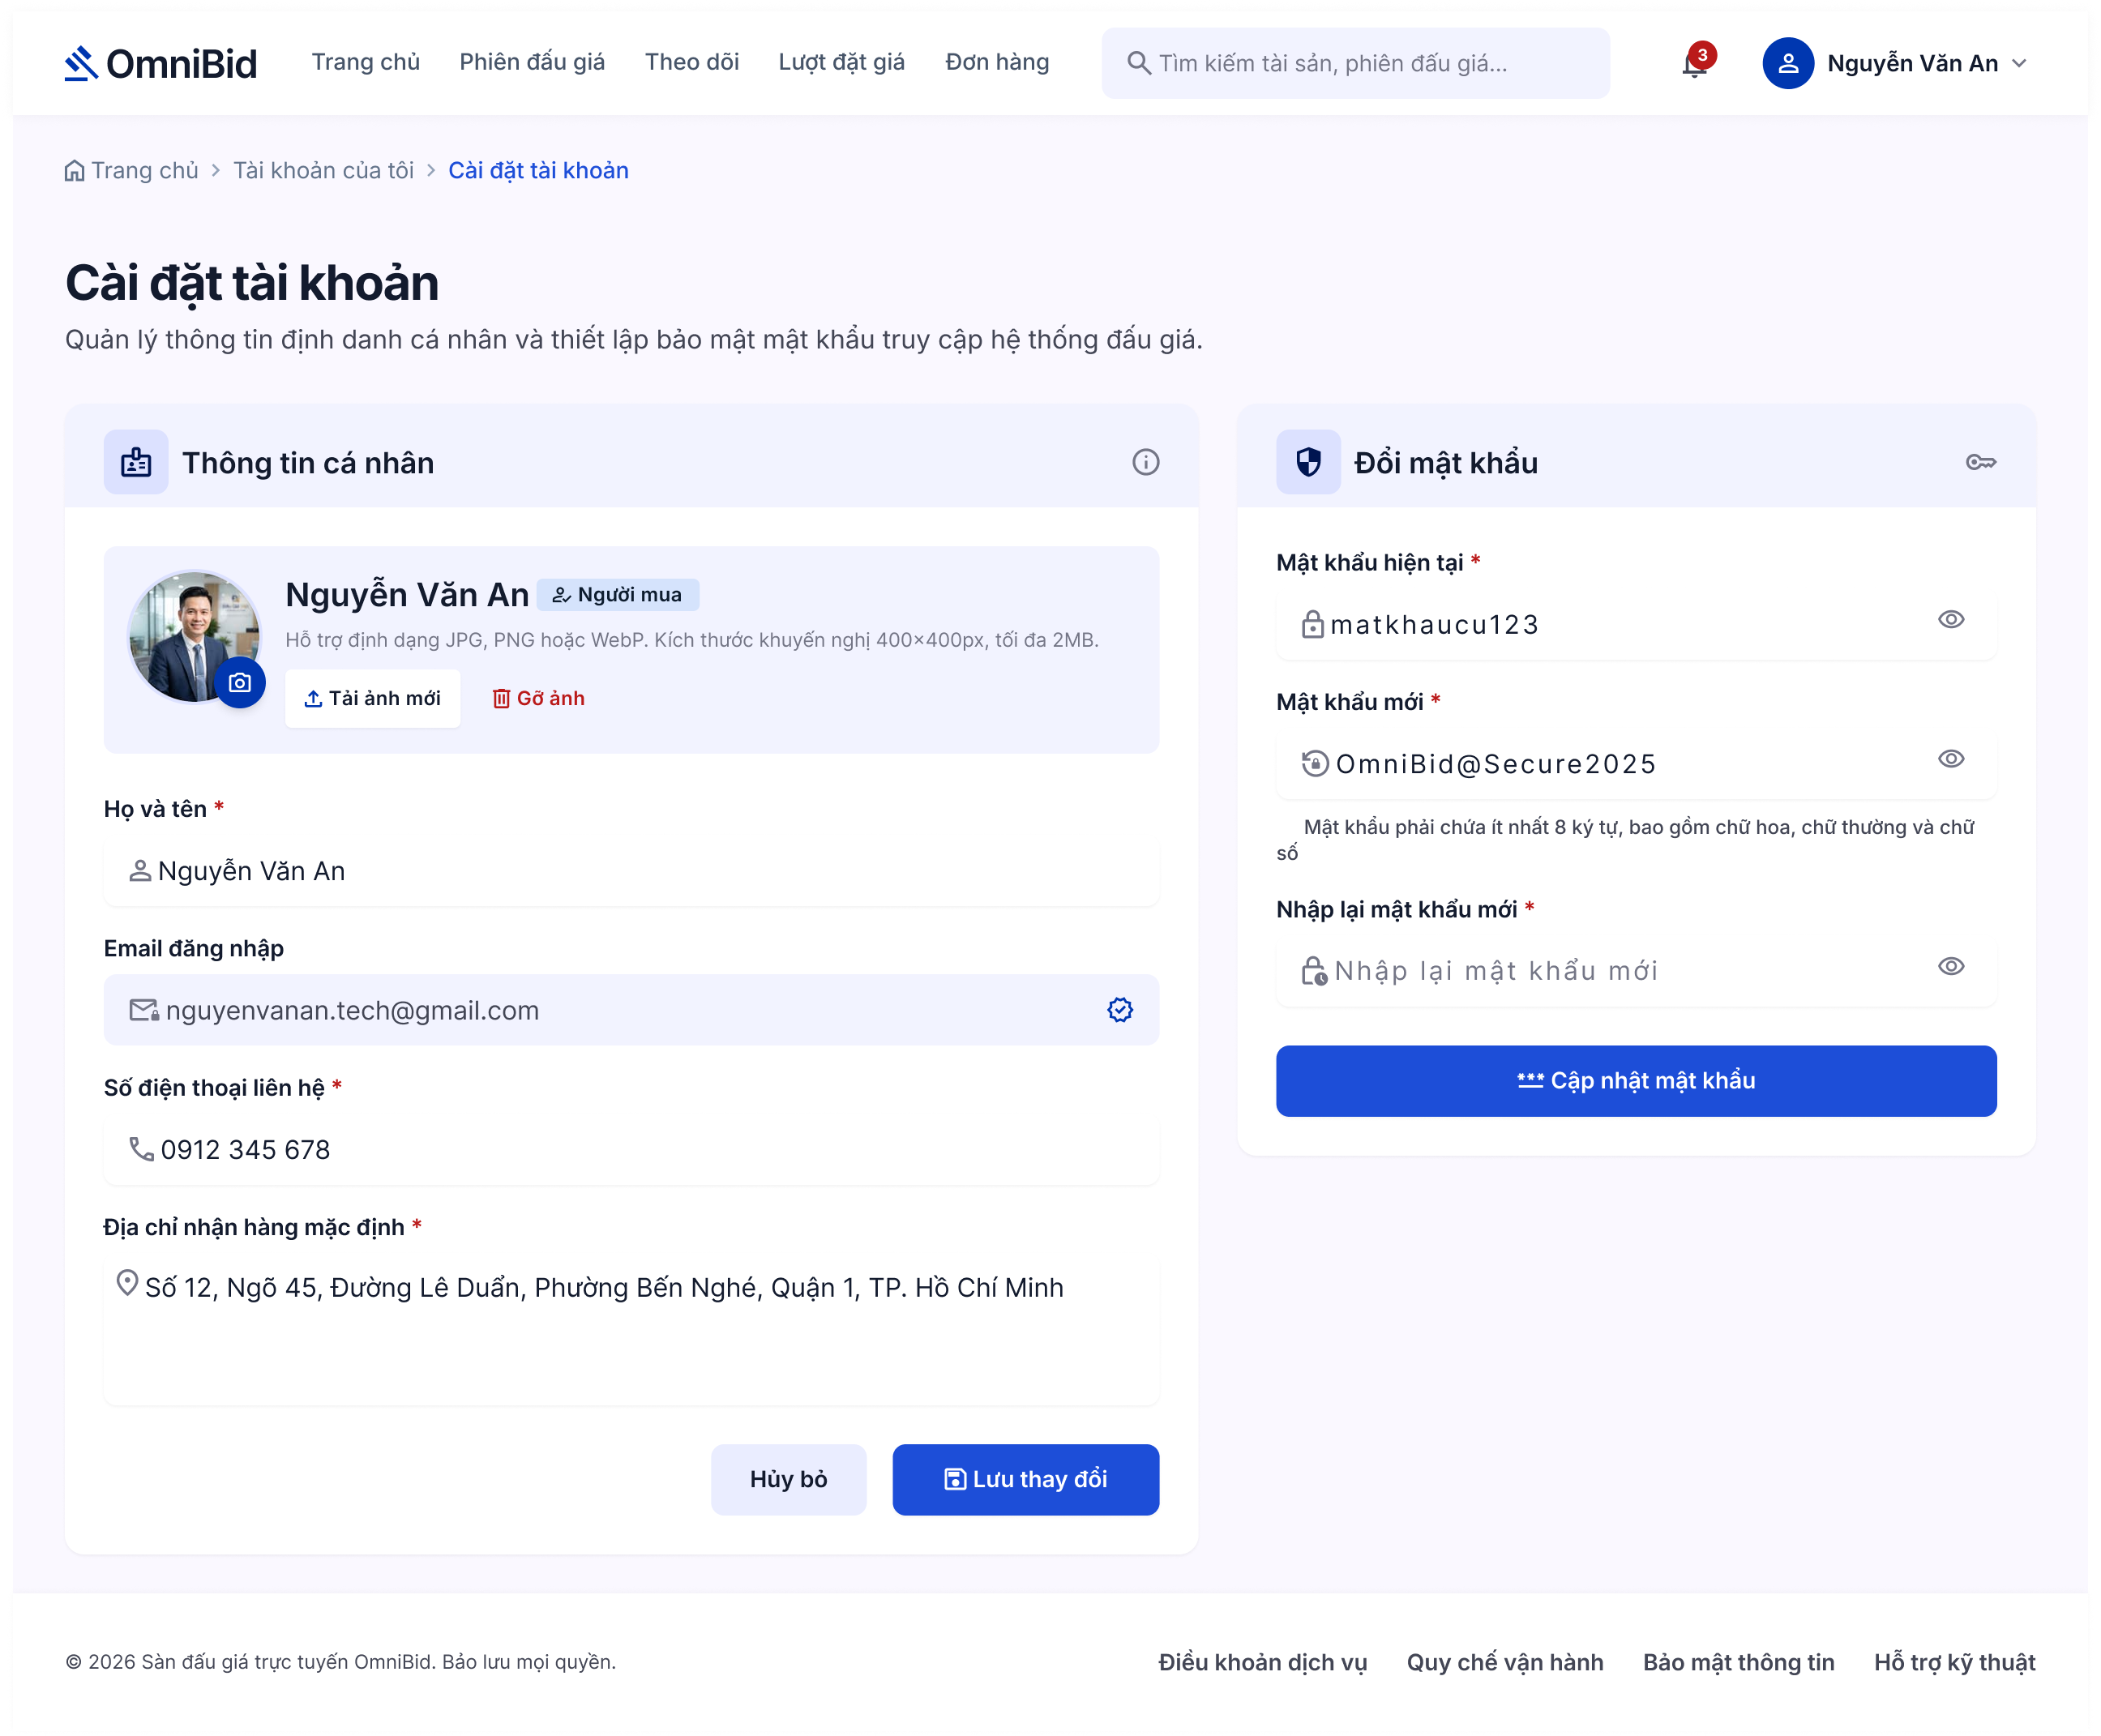 OmniBid
Trang chủ
Phiên đấu giá
Theo dõi
Lượt đặt giá
Đơn hàng
Tìm kiếm tài sản, phiên đấu giá...
3
Nguyễn Văn An
Trang chủ
Tài khoản của tôi
Cài đặt tài khoản
Cài đặt tài khoản
Quản lý thông tin định danh cá nhân và thiết lập bảo mật mật khẩu truy cập hệ thống đấu giá.
Thông tin cá nhân
Nguyễn Văn An
Người mua
Hỗ trợ định dạng JPG, PNG hoặc WebP. Kích thước khuyến nghị 400×400px, tối đa 2MB.
Tải ảnh mới
Gỡ ảnh
Họ và tên *
Nguyễn Văn An
Email đăng nhập
nguyenvanan.tech@gmail.com
Số điện thoại liên hệ *
0912 345 678
Địa chỉ nhận hàng mặc định *
Số 12, Ngõ 45, Đường Lê Duẩn, Phường Bến Nghé, Quận 1, TP. Hồ Chí Minh
Hủy bỏ
Lưu thay đổi
Đổi mật khẩu
Mật khẩu hiện tại *
matkhaucu123
Mật khẩu mới *
OmniBid@Secure2025
Mật khẩu phải chứa ít nhất 8 ký tự, bao gồm chữ hoa, chữ thường và chữ
số
Nhập lại mật khẩu mới *
Nhập lại mật khẩu mới
Cập nhật mật khẩu
© 2026 Sàn đấu giá trực tuyến OmniBid. Bảo lưu mọi quyền.
Điều khoản dịch vụ
Quy chế vận hành
Bảo mật thông tin
Hỗ trợ kỹ thuật